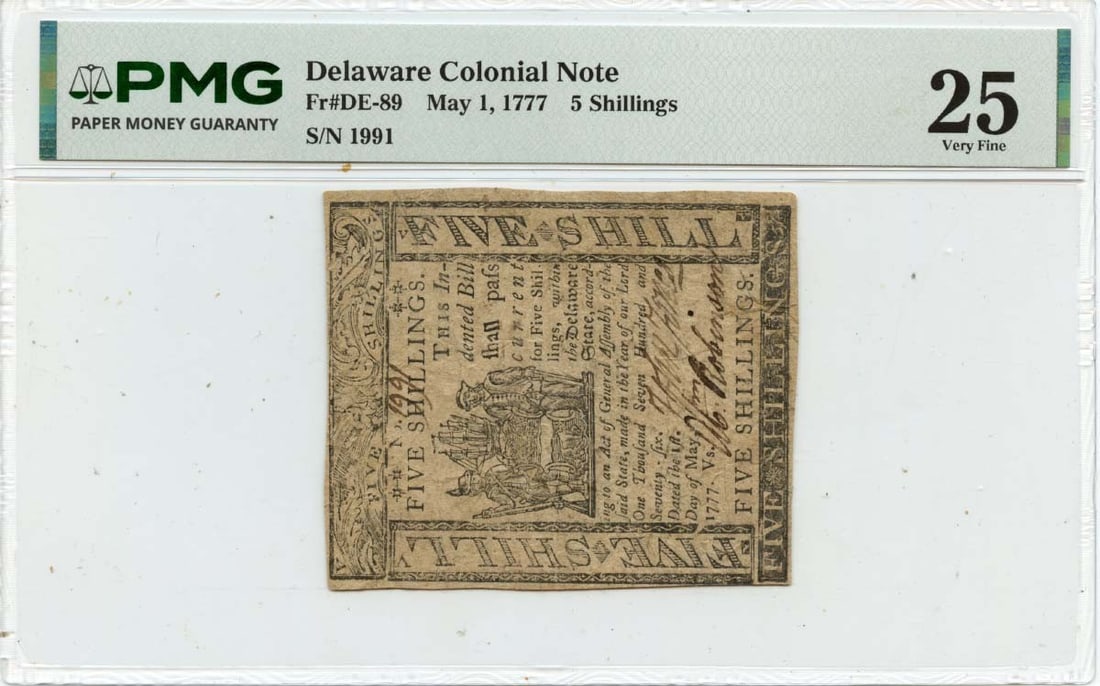 PMG
PAPER MONEY GUARANTY
Delaware Colonial Note
Fr#DE-89 May 1, 1777 5 Shillings
S/N 1991
25
Very Fine
FIVE SHILLINGS
No. 1991
FIVE SHILLINGS.
THIS In-
dented Bill
ſhall paſs
current
for Five Shil-
lings, within
the Delaware
State, accord-
ing to an Act of General Aſſembly of the
ſaid State, made in the Year of our Lord
One Thouſand Seven Hundred and
Seventy-ſix.
Dated the 1ſt.
Day of May,
1777.
Vs.
FIVE SHILLINGS.
FIVE SHILLINGS
FIVE SHILL
FIVE SHILL